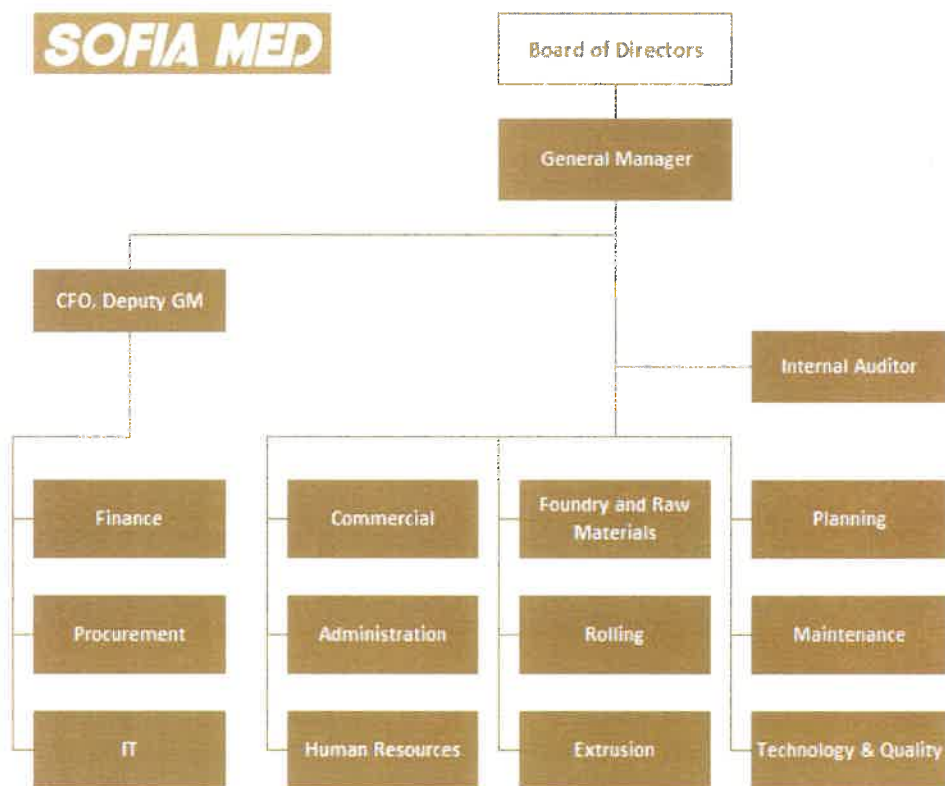 SOFIA MED
Board of Directors
General Manager
CFO, Deputy GM
Internal Auditor
Finance
Commercial
Foundry and Raw
Materials
Planning
Procurement
Administration
Rolling
Maintenance
IT
Human Resources
Extrusion
Technology & Quality